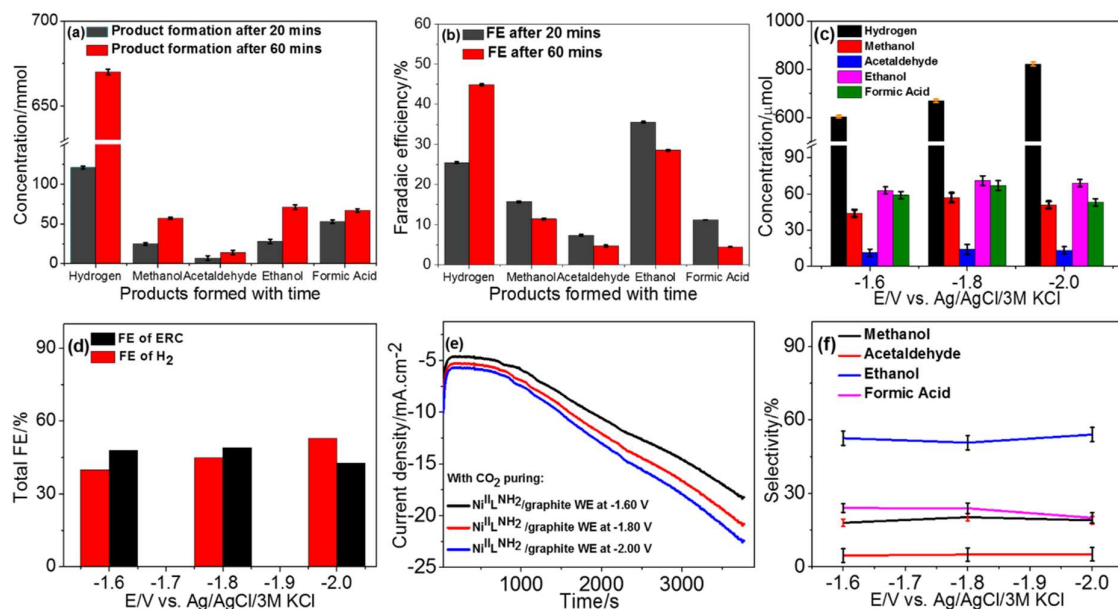 (a)
Product formation after 20 mins
Product formation after 60 mins
Concentration/mmol
700
650
100
50
0
Hydrogen Methanol Acetaldehyde Ethanol Formic Acid
Products formed with time
(b)
FE after 20 mins
FE after 60 mins
Faradaic efficiency/%
60
50
40
30
20
10
0
Hydrogen Methanol Acetaldehyde Ethanol Formic Acid
Products formed with time
(c)
Hydrogen
Methanol
Acetaldehyde
Ethanol
Formic Acid
Concentration/µmol
1000
800
600
90
60
30
0
-1.6 -1.8 -2.0
E/V vs. Ag/AgCl/3M KCl
(d)
FE of ERC
FE of H2
Total FE/%
90
60
30
0
-1.6 -1.7 -1.8 -1.9 -2.0
E/V vs. Ag/AgCl/3M KCl
(e)
Current density/mA.cm-2
-5
-10
-15
-20
-25
With CO2 puring:
NiIILNH2/graphite WE at -1.60 V
NiIILNH2/graphite WE at -1.80 V
NiIILNH2/graphite WE at -2.00 V
1000 2000 3000
Time/s
(f)
Methanol
Acetaldehyde
Ethanol
Formic Acid
Selectivity/%
90
60
30
0
-1.6 -1.7 -1.8 -1.9 -2.0
E/V vs. Ag/AgCl/3M KCl